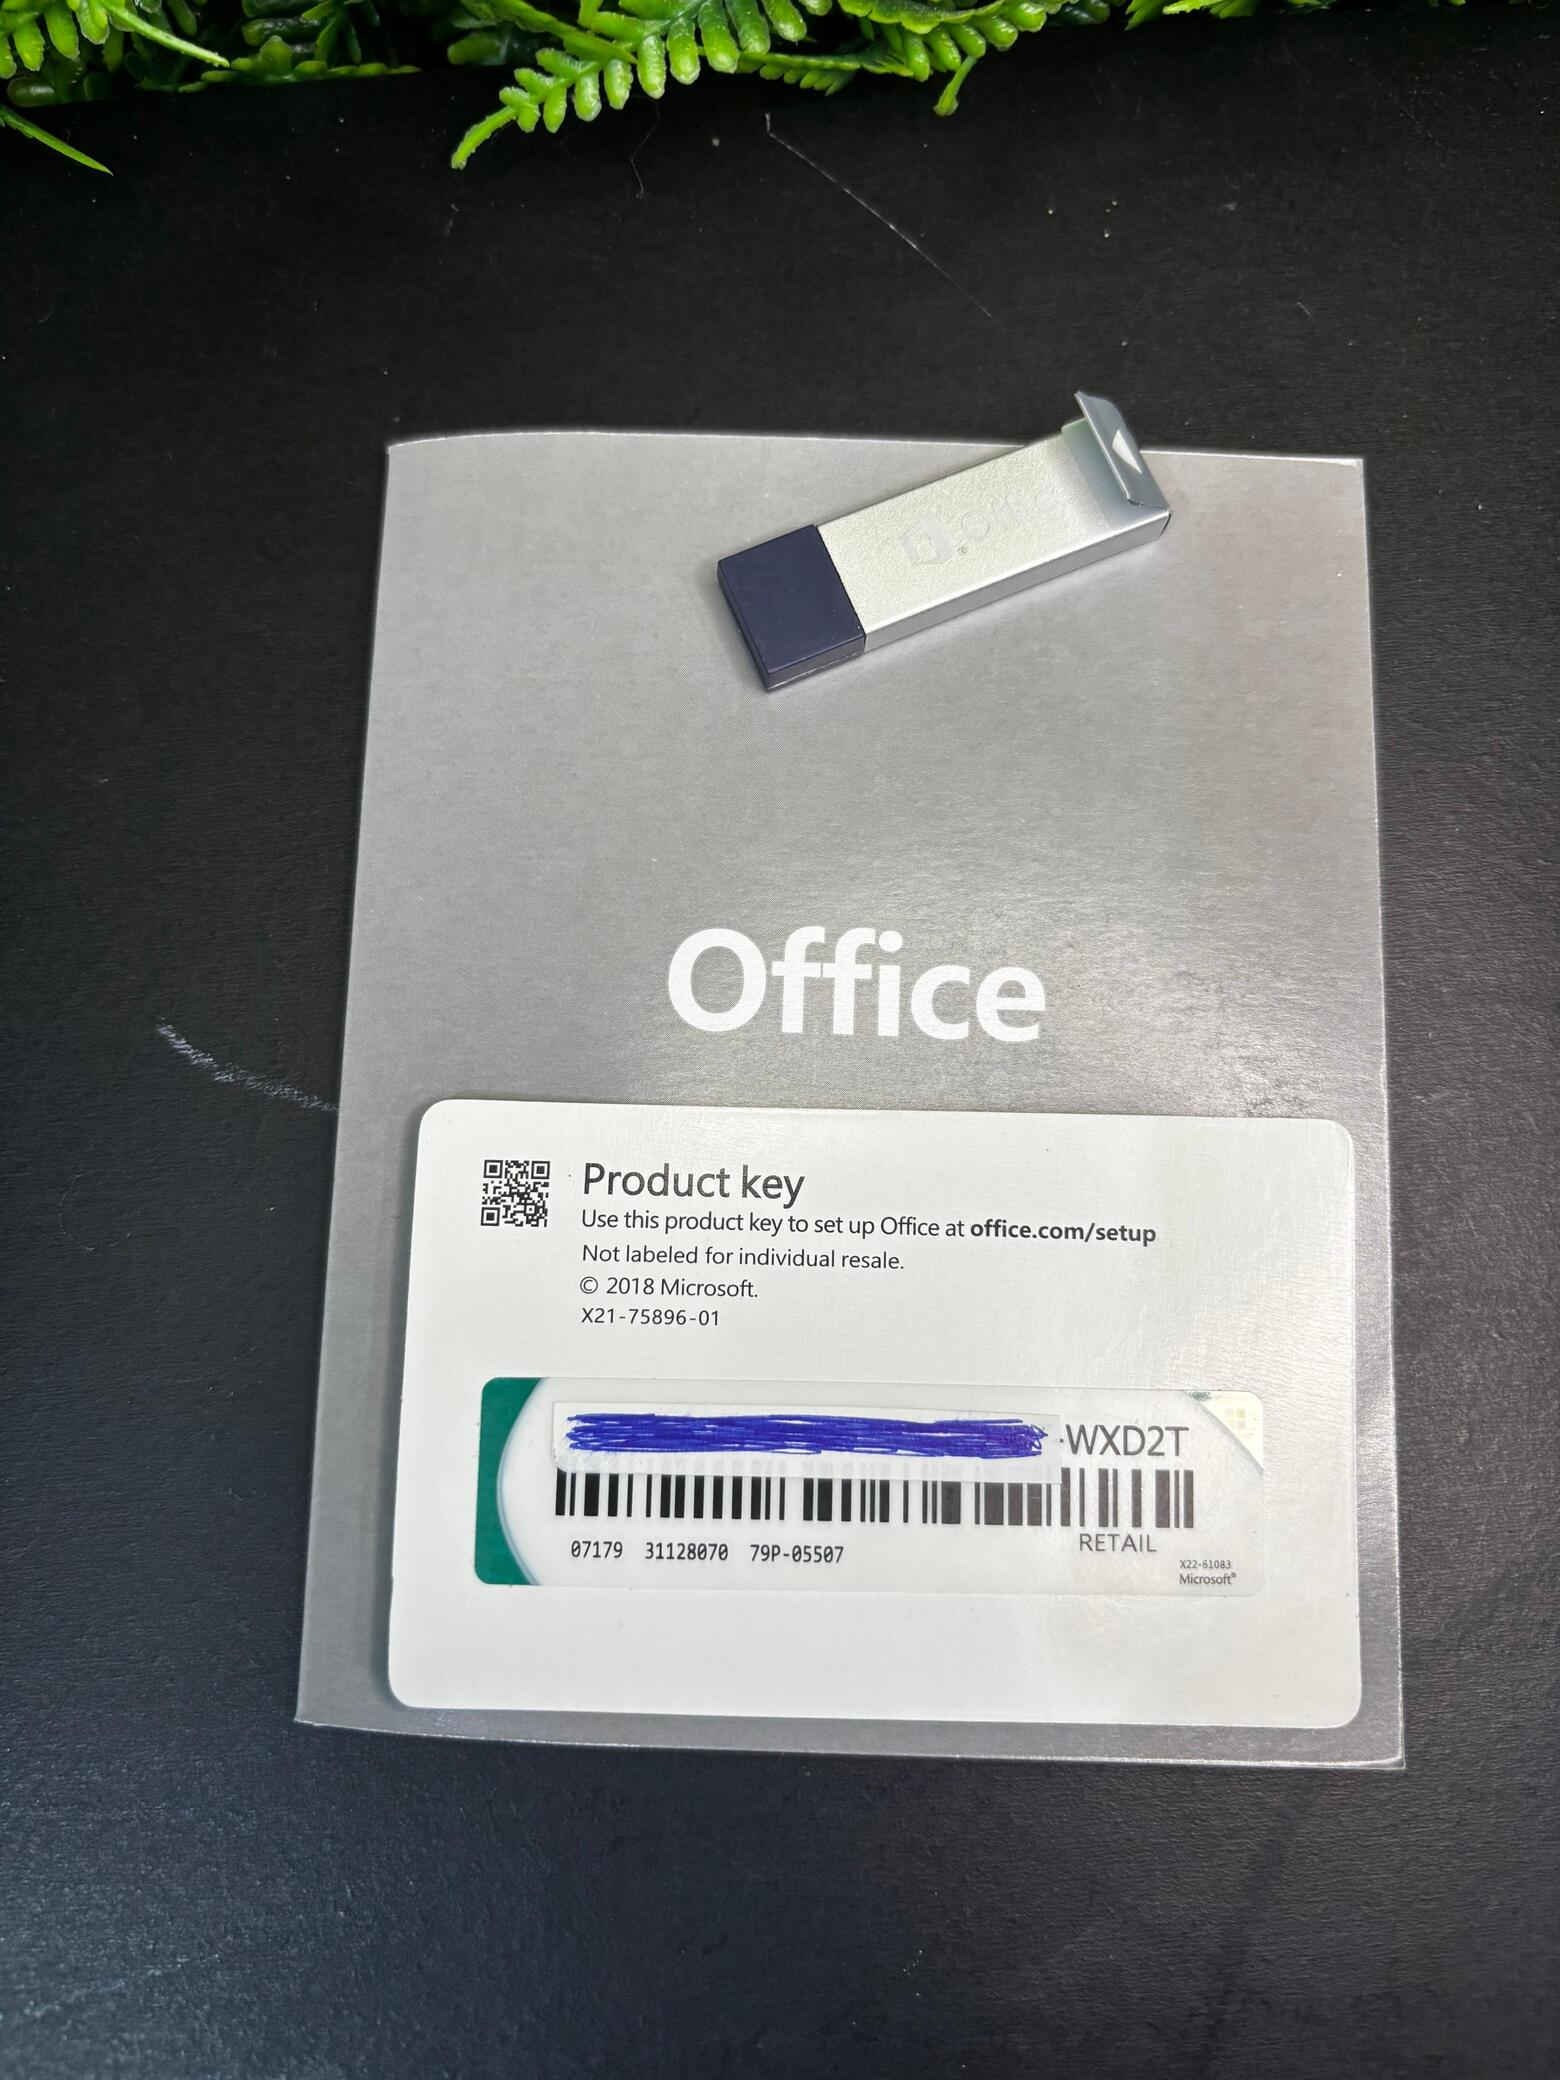 Office
Office
Product key
Use this product key to set up Office at office.com/setup
Not labeled for individual resale.
© 2018 Microsoft.
X21-75896-01
-WXD2T
07179 31128070 79P-05507
RETAIL
X22-61083
Microsoft®